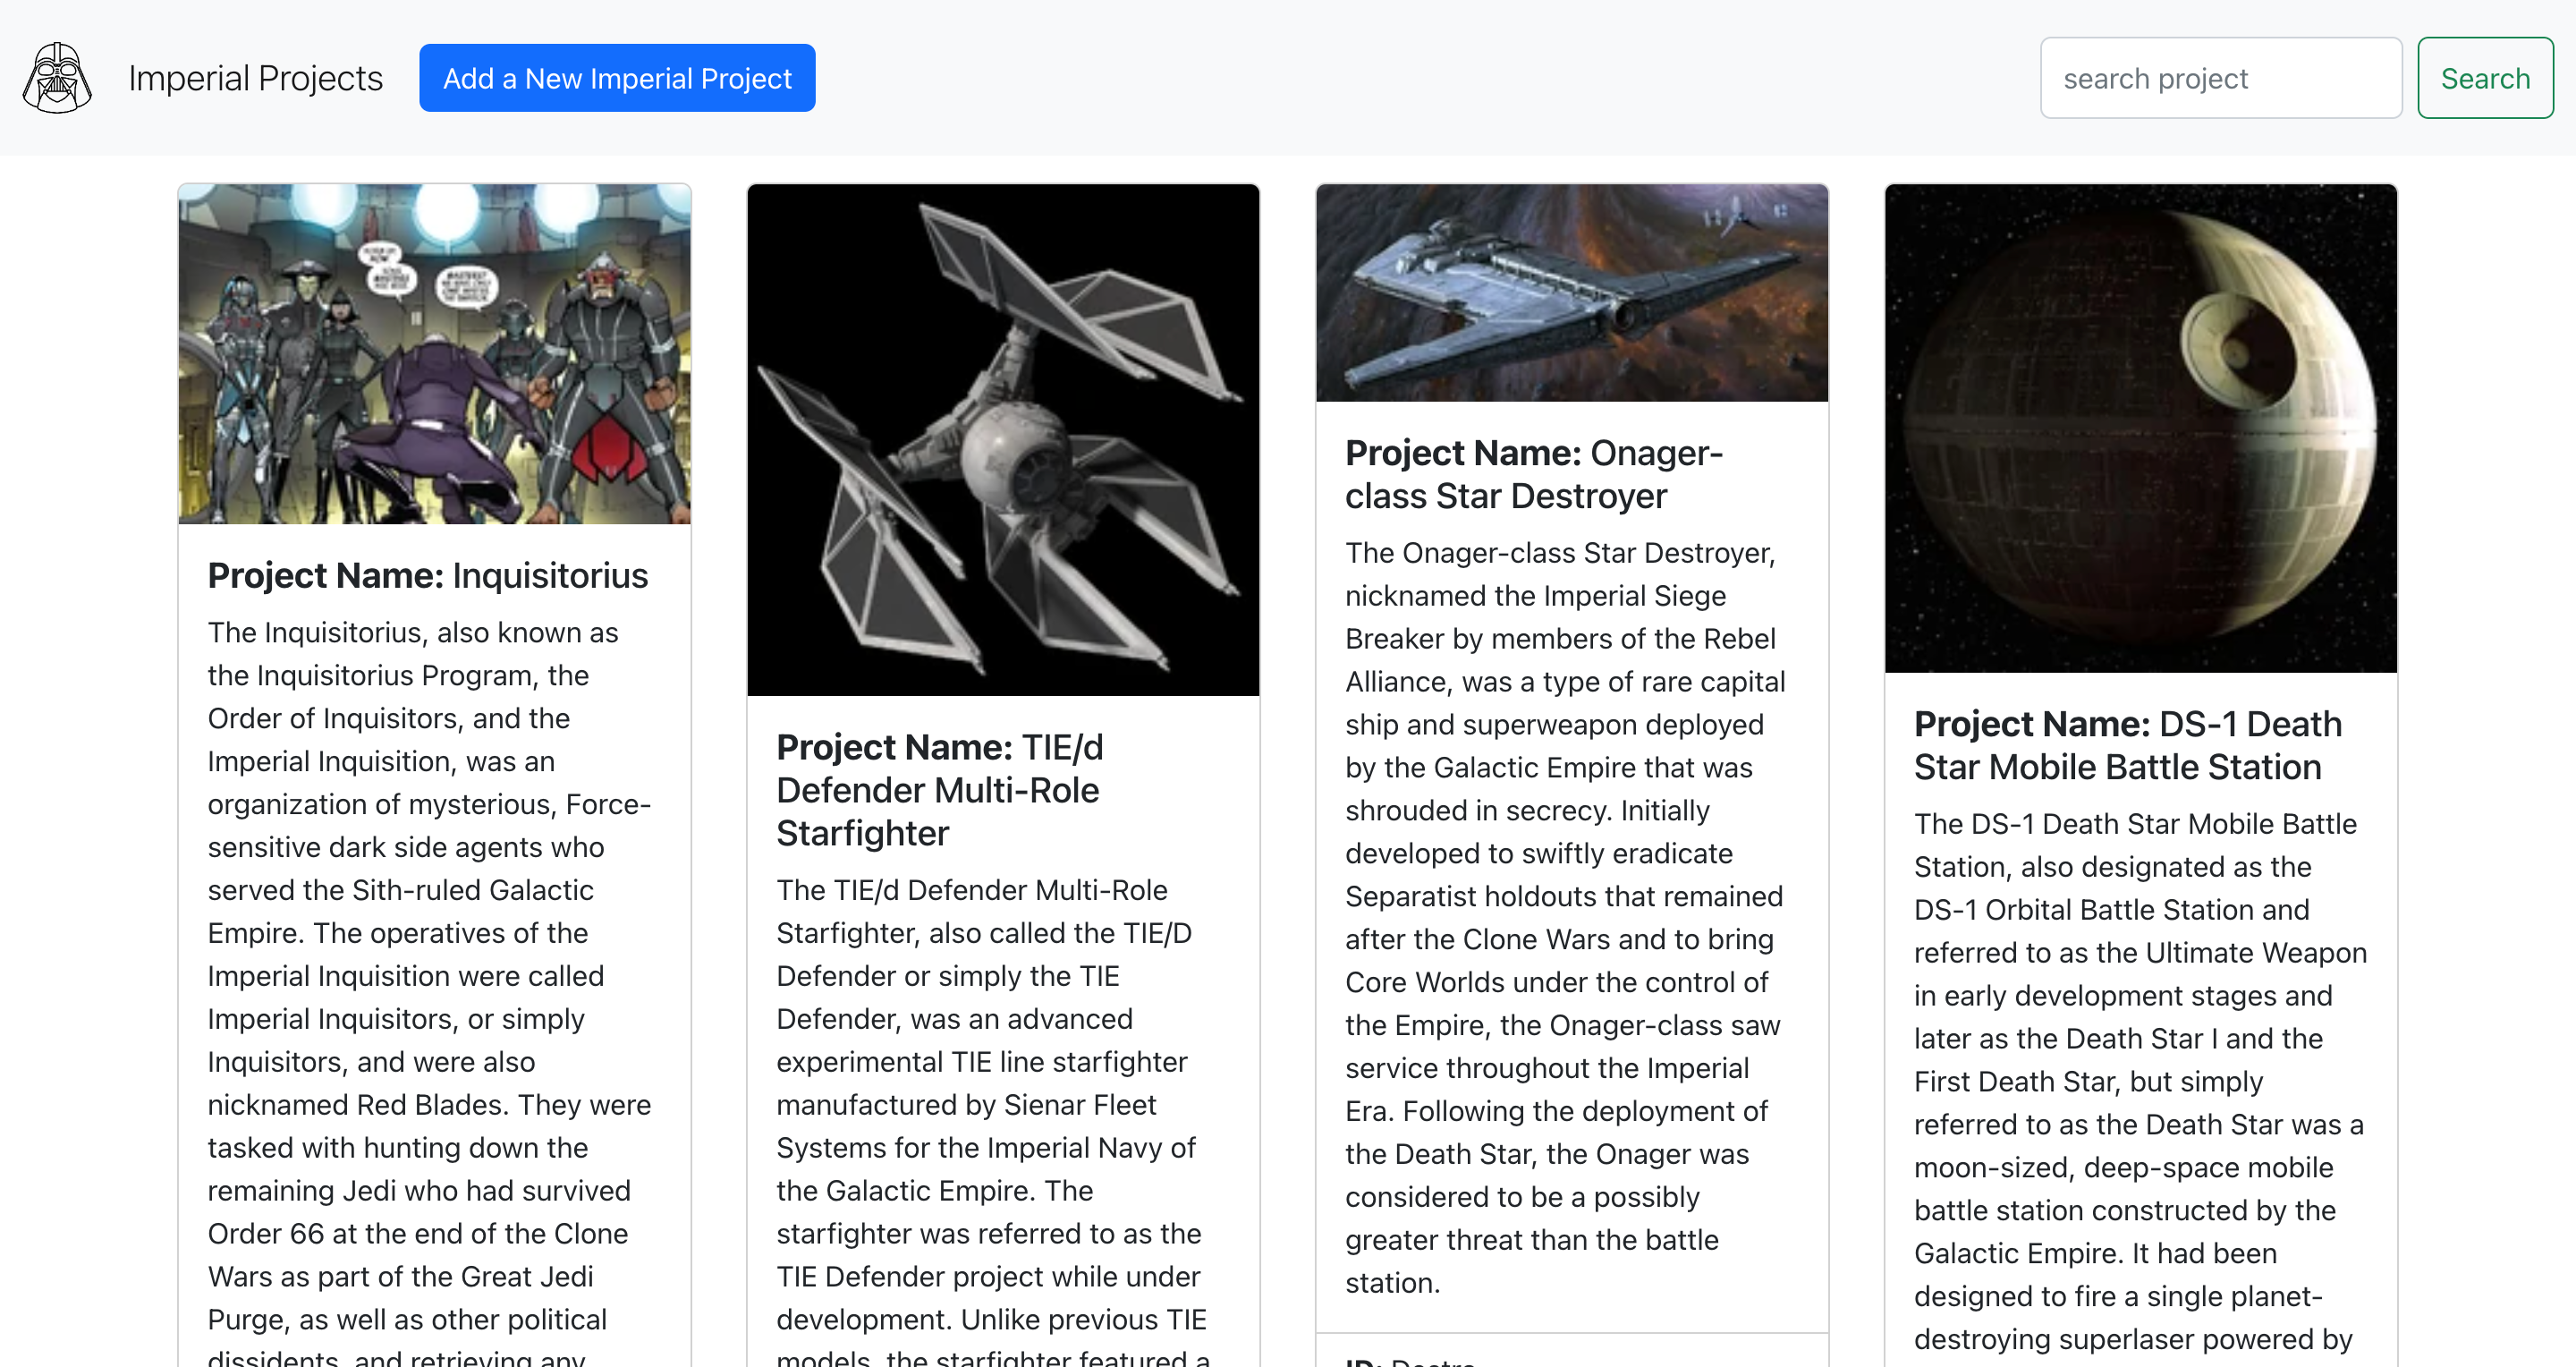 Imperial Projects
Add a New Imperial Project
search project
Search
Project Name: Inquisitorius
The Inquisitorius, also known as
the Inquisitorius Program, the
Order of Inquisitors, and the
Imperial Inquisition, was an
organization of mysterious, Force-
sensitive dark side agents who
served the Sith-ruled Galactic
Empire. The operatives of the
Imperial Inquisition were called
Imperial Inquisitors, or simply
Inquisitors, and were also
nicknamed Red Blades. They were
tasked with hunting down the
remaining Jedi who had survived
Order 66 at the end of the Clone
Wars as part of the Great Jedi
Purge, as well as other political
dissidents, and retrieving any
Project Name: TIE/d
Defender Multi-Role
Starfighter
The TIE/d Defender Multi-Role
Starfighter, also called the TIE/D
Defender or simply the TIE
Defender, was an advanced
experimental TIE line starfighter
manufactured by Sienar Fleet
Systems for the Imperial Navy of
the Galactic Empire. The
starfighter was referred to as the
TIE Defender project while under
development. Unlike previous TIE
models, the starfighter featured a
Project Name: Onager-
class Star Destroyer
The Onager-class Star Destroyer,
nicknamed the Imperial Siege
Breaker by members of the Rebel
Alliance, was a type of rare capital
ship and superweapon deployed
by the Galactic Empire that was
shrouded in secrecy. Initially
developed to swiftly eradicate
Separatist holdouts that remained
after the Clone Wars and to bring
Core Worlds under the control of
the Empire, the Onager-class saw
service throughout the Imperial
Era. Following the deployment of
the Death Star, the Onager was
considered to be a possibly
greater threat than the battle
station.
Project Name: DS-1 Death
Star Mobile Battle Station
The DS-1 Death Star Mobile Battle
Station, also designated as the
DS-1 Orbital Battle Station and
referred to as the Ultimate Weapon
in early development stages and
later as the Death Star I and the
First Death Star, but simply
referred to as the Death Star was a
moon-sized, deep-space mobile
battle station constructed by the
Galactic Empire. It had been
designed to fire a single planet-
destroying superlaser powered by